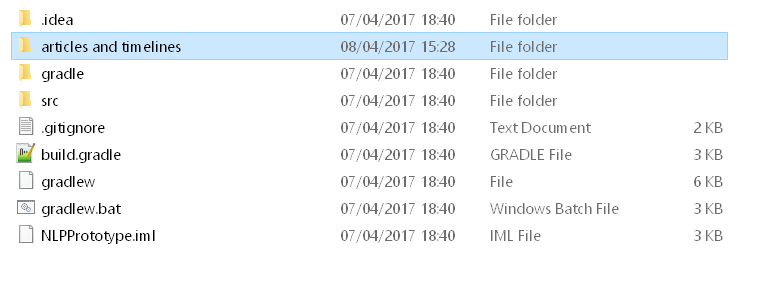 .idea 07/04/2017 18:40 File folder
articles and timelines 08/04/2017 15:28 File folder
gradle 07/04/2017 18:40 File folder
src 07/04/2017 18:40 File folder
.gitignore 07/04/2017 18:40 Text Document 2 KB
build.gradle 07/04/2017 18:40 GRADLE File 3 KB
gradlew 07/04/2017 18:40 File 6 KB
gradlew.bat 07/04/2017 18:40 Windows Batch File 3 KB
NLPPrototype.iml 07/04/2017 18:40 IML File 3 KB